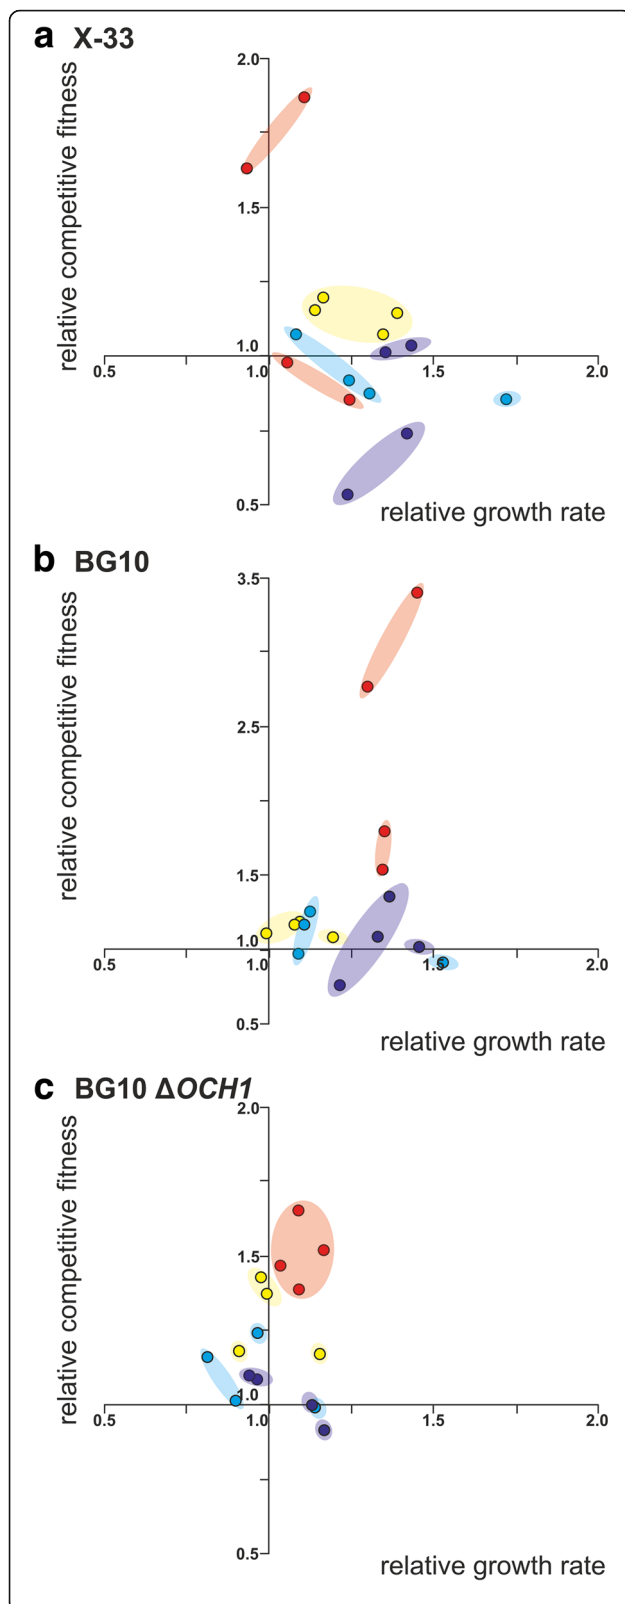 a X-33
relative competitive fitness
2.0
1.5
1.0
0.5 1.0 1.5 2.0
0.5
relative growth rate
b BG10
relative competitive fitness
3.5
2.5
1.5
1.0
0.5 1.0 1.5 2.0
0.5
relative growth rate
c BG10 ΔOCH1
relative competitive fitness
2.0
1.5
1.0
0.5 1.0 1.5 2.0
0.5
relative growth rate